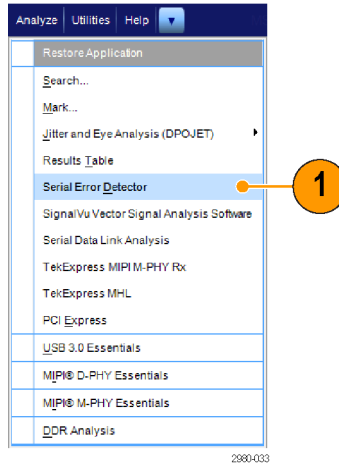 Analyze Utilities Help
Restore Application
Search...
Mark...
Jitter and Eye Analysis (DPOJET)
Results Table
Serial Error Detector
1
SignalVu Vector Signal Analysis Software
Serial Data Link Analysis
TekExpress MIPI M-PHY Rx
TekExpress MHL
PCI Express
USB 3.0 Essentials
MIPI® D-PHY Essentials
MIPI® M-PHY Essentials
DDR Analysis
2980-033